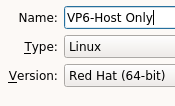 Name: VP6-Host Only
Type: Linux
Version: Red Hat (64-bit)